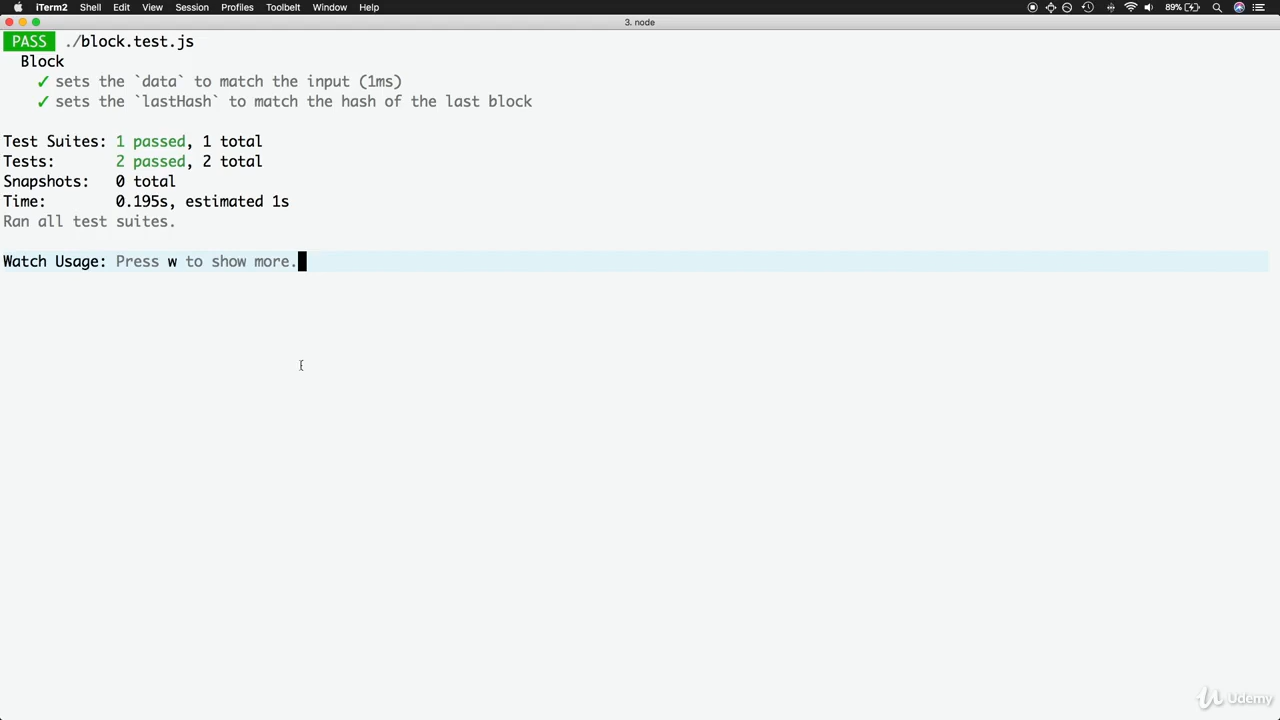 iTerm2 Shell Edit View Session Profiles Toolbelt Window Help 89%
3. node
PASS ./block.test.js
Block
✓ sets the `data` to match the input (1ms)
✓ sets the `lastHash` to match the hash of the last block
Test Suites: 1 passed, 1 total
Tests: 2 passed, 2 total
Snapshots: 0 total
Time: 0.195s, estimated 1s
Ran all test suites.
Watch Usage: Press w to show more.
Udemy